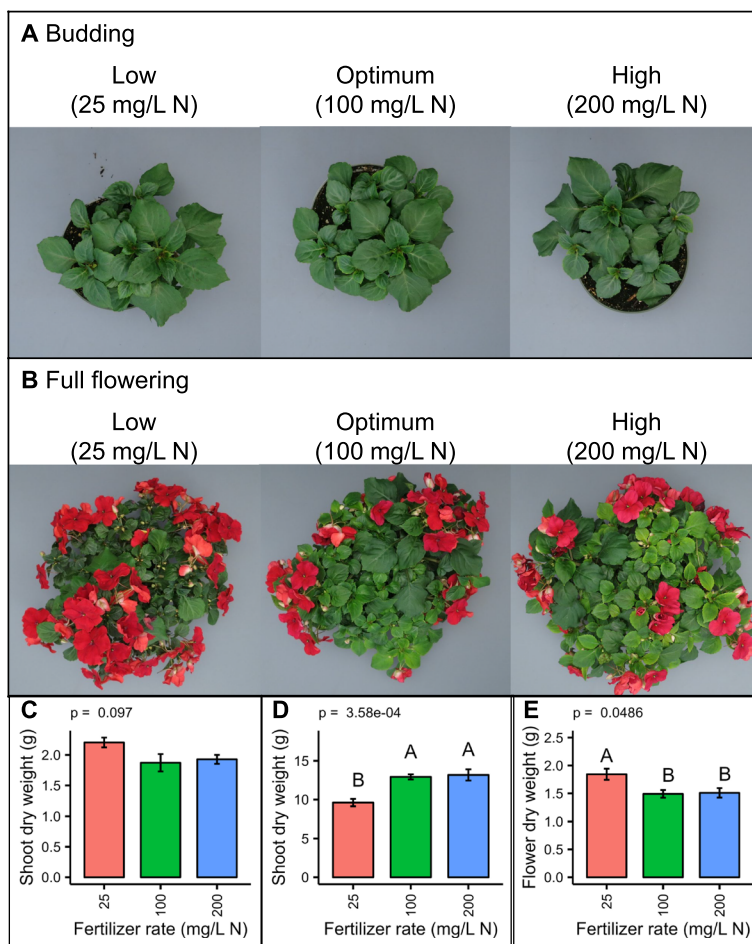 A Budding
Low
(25 mg/L N)
Optimum
(100 mg/L N)
High
(200 mg/L N)
B Full flowering
Low
(25 mg/L N)
Optimum
(100 mg/L N)
High
(200 mg/L N)
C
p = 0.097
Shoot dry weight (g)
2.0
1.5
1.0
0.5
0.0
25
100
200
Fertilizer rate (mg/L N)
D
p = 3.58e-04
Shoot dry weight (g)
15
10
5
0
B
A
A
25
100
200
Fertilizer rate (mg/L N)
E
p = 0.0486
Flower dry weight (g)
2.5
2.0
1.5
1.0
0.5
0.0
A
B
B
25
100
200
Fertilizer rate (mg/L N)